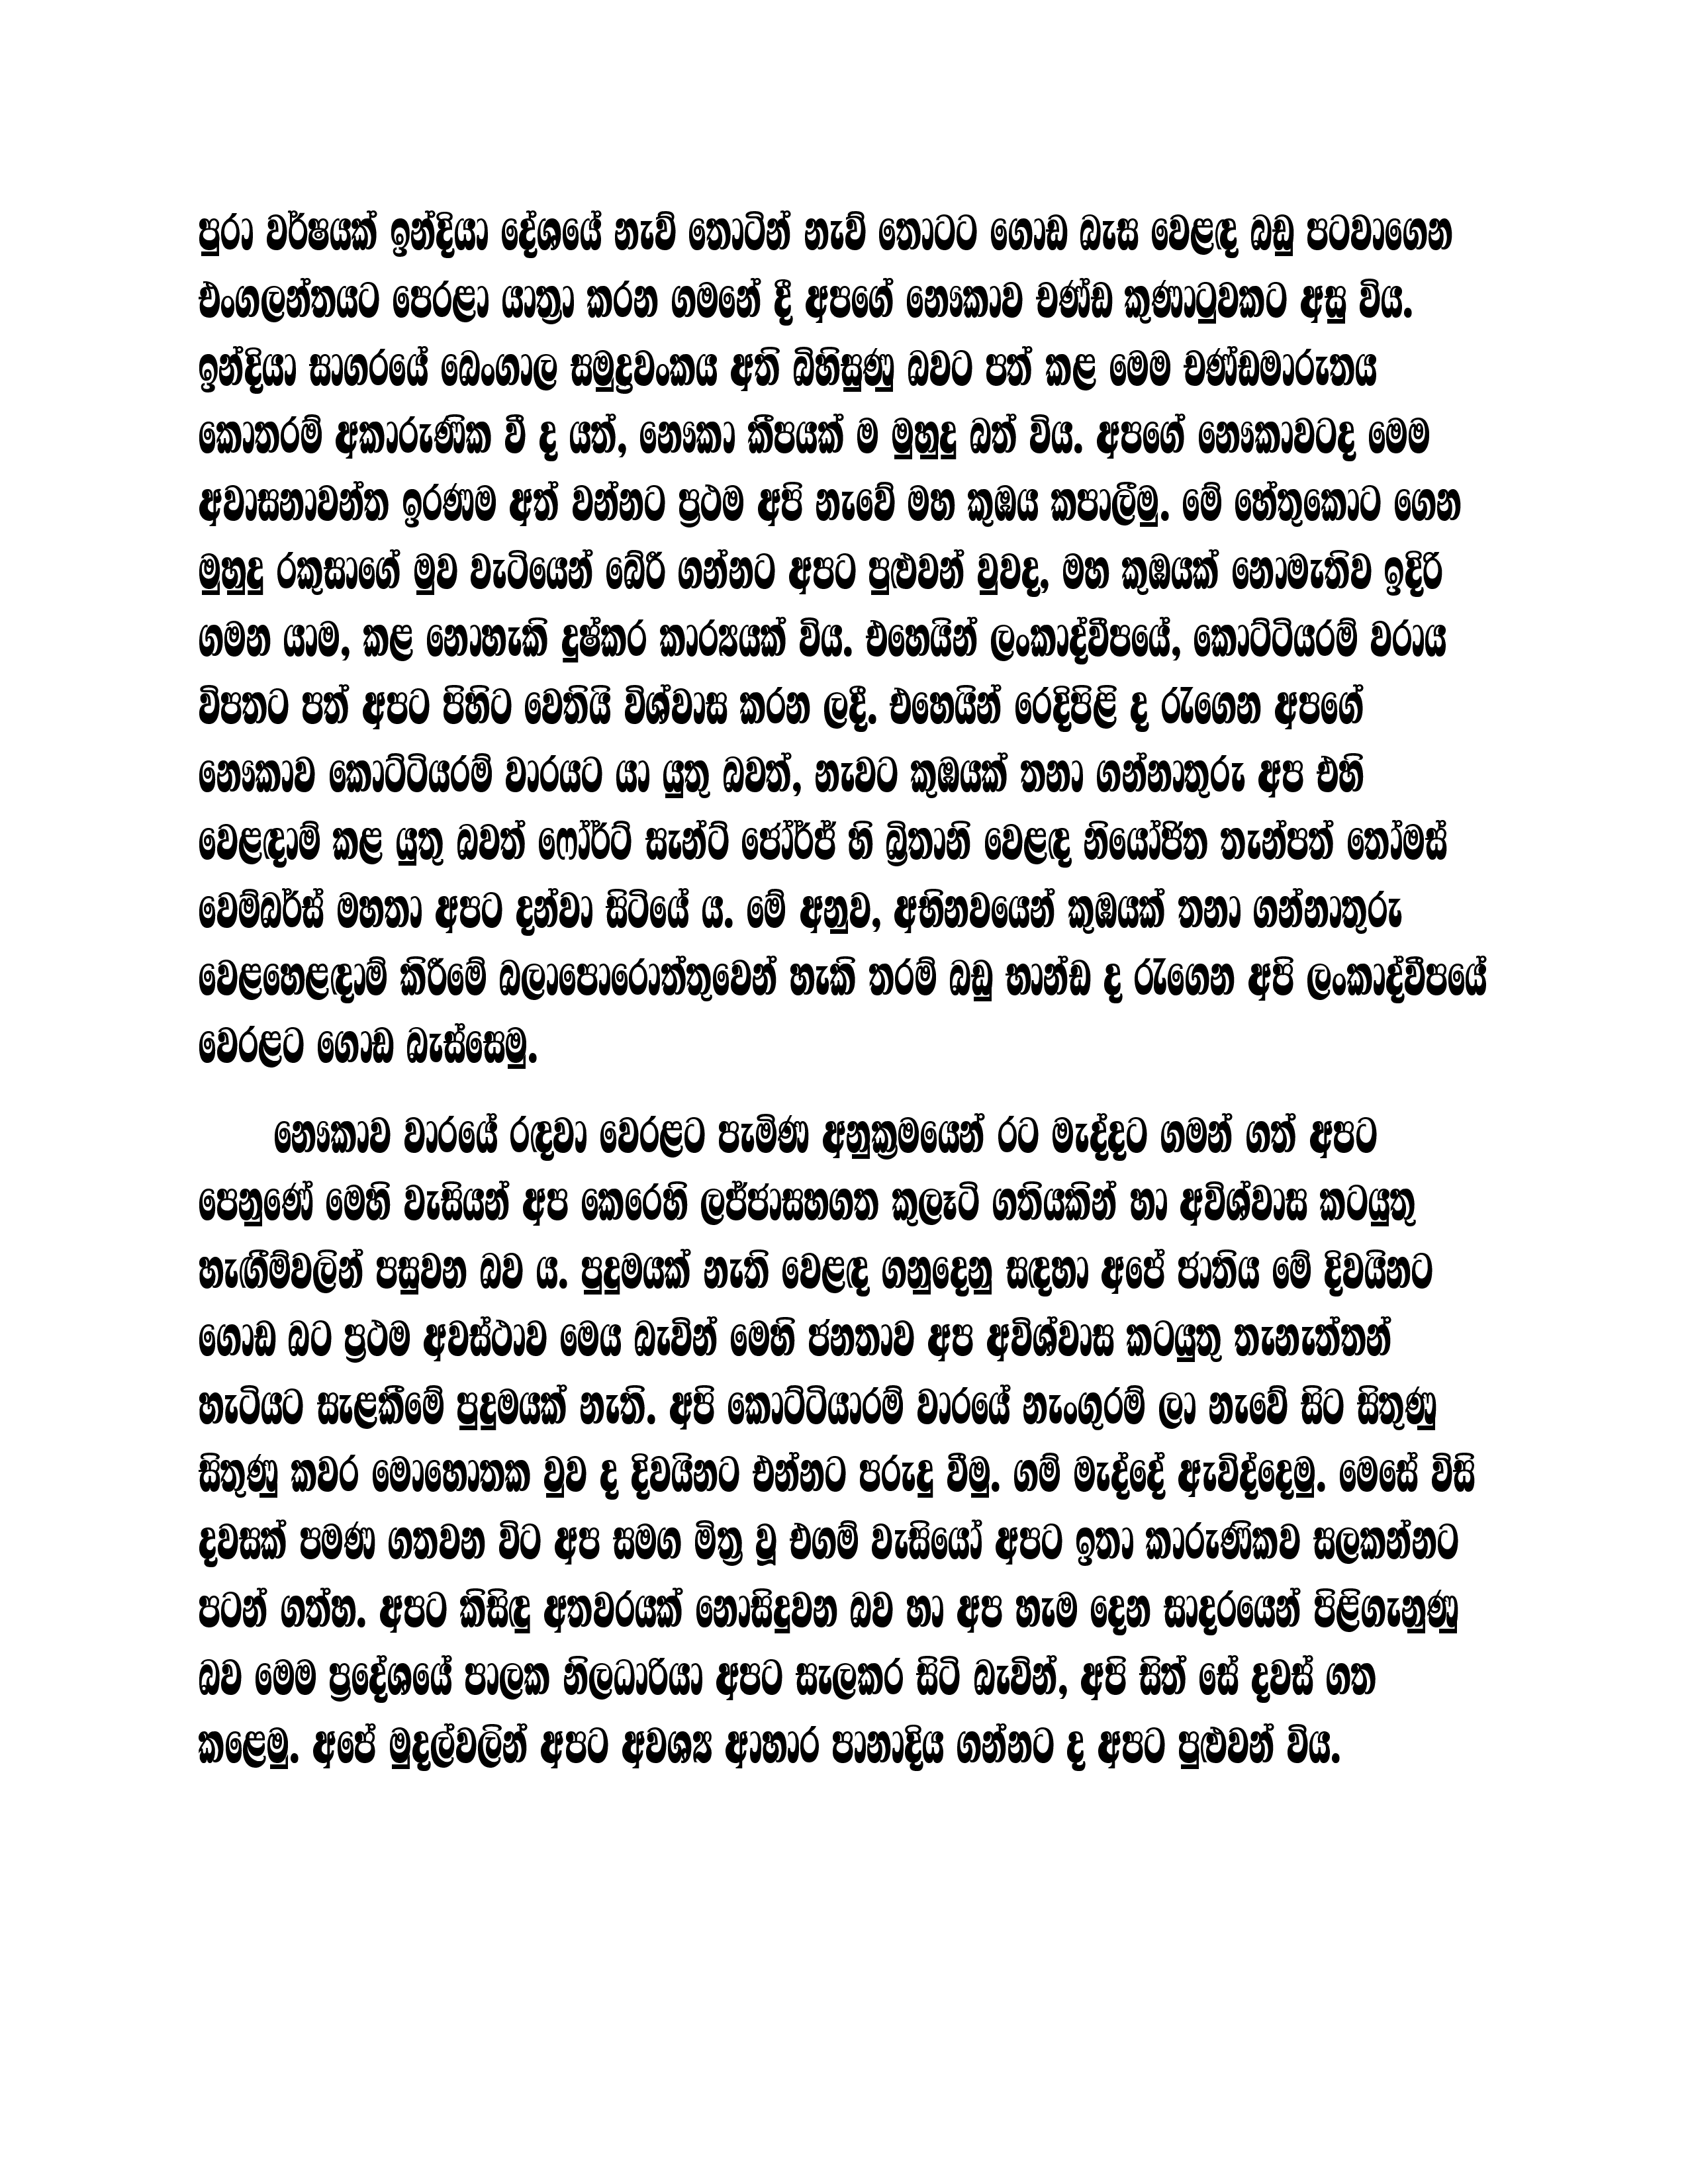 පුරා වර්ෂයක් ඉන්දියා දේශයේ නැව් තොටින් නැව් තොටට ගොඩ බැස වෙළඳ බඩු පටවාගෙන
එංගලන්තයට පෙරළා යාත්‍රා කරන ගමනේ දී අපගේ නෞකාව චණ්ඩ කුණාටුවකට අසු විය.
ඉන්දියා සාගරයේ බෙංගාල සමුද්‍රවංකය අති බිහිසුණු බවට පත් කළ මෙම චණ්ඩමාරුතය
කොතරම් අකාරුණික වී ද යත්, නෞකා කීපයක් ම මුහුදු බත් විය. අපගේ නෞකාවටද මෙම
අවාසනාවන්ත ඉරණම අත් වන්නට ප්‍රථම අපි නැවේ මහ කුඹය කපාලීමු. මේ හේතුකොට ගෙන
මුහුදු රකුසාගේ මුව වැටියෙන් බේරී ගන්නට අපට පුළුවන් වුවද, මහ කුඹයක් නොමැතිව ඉදිරි
ගමන යාම, කළ නොහැකි දුෂ්කර කාර්‍යයක් විය. එහෙයින් ලංකාද්වීපයේ, කොට්ටියරම් වරාය
විපතට පත් අපට පිහිට වෙතියි විශ්වාස කරන ලදී. එහෙයින් රෙදිපිළි ද රැගෙන අපගේ
නෞකාව කොට්ටියරම් වාරයට යා යුතු බවත්, නැවට කුඹයක් තනා ගන්නාතුරු අප එහි
වෙළඳාම් කළ යුතු බවත් ෆෝර්ට් සැන්ට් ජෝර්ජ් හි බ්‍රිතානි වෙළඳ නියෝජිත තැන්පත් තෝමස්
වෙම්බර්ස් මහතා අපට දන්වා සිටියේ ය. මේ අනුව, අභිනවයෙන් කුඹයක් තනා ගන්නාතුරු
වෙළහෙළඳාම් කිරීමේ බලාපොරොත්තුවෙන් හැකි තරම් බඩු භාන්ඩ ද රැගෙන අපි ලංකාද්වීපයේ
වෙරළට ගොඩ බැස්සෙමු.
නෞකාව වාරයේ රඳවා වෙරළට පැමිණ අනුක්‍රමයෙන් රට මැද්දට ගමන් ගත් අපට
පෙනුණේ මෙහි වැසියන් අප කෙරෙහි ලජ්ජාසහගත කුලෑටි ගතියකින් හා අවිශ්වාස කටයුතු
හැඟීම්වලින් පසුවන බව ය. පුදුමයක් නැති වෙළඳ ගනුදෙනු සඳහා අපේ ජාතිය මේ දිවයිනට
ගොඩ බට ප්‍රථම අවස්ථාව මෙය බැවින් මෙහි ජනතාව අප අවිශ්වාස කටයුතු තැනැත්තන්
හැටියට සැළකීමේ පුදුමයක් නැති. අපි කොට්ටියාරම් වාරයේ නැංගුරම් ලා නැවේ සිට සිතුණු
සිතුණු කවර මොහොතක වුව ද දිවයිනට එන්නට පරුදු වීමු. ගම් මැද්දේ ඇවිද්දෙමු. මෙසේ විසි
දවසක් පමණ ගතවන විට අප සමග මිත්‍ර වූ එගම් වැසියෝ අපට ඉතා කාරුණිකව සලකන්නට
පටන් ගත්හ. අපට කිසිඳු අතවරයක් නොසිදුවන බව හා අප හැම දෙන සාදරයෙන් පිළිගැනුණු
බව මෙම ප්‍රදේශයේ පාලක නිලධාරියා අපට සැලකර සිටි බැවින්, අපි සිත් සේ දවස් ගත
කළෙමු. අපේ මුදල්වලින් අපට අවශ්‍ය ආහාර පානාදිය ගන්නට ද අපට පුළුවන් විය.